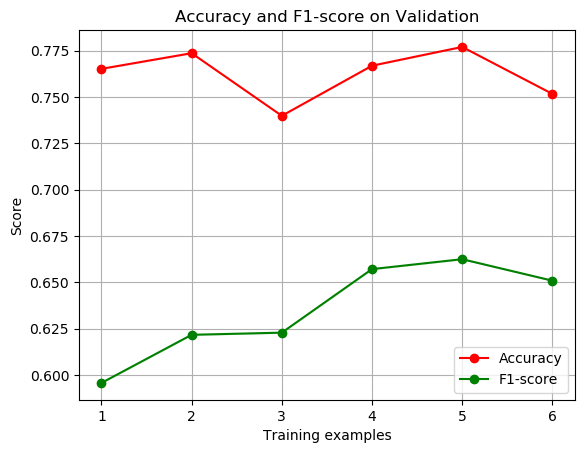 Accuracy and F1-score on Validation
Score
0.775
0.750
0.725
0.700
0.675
0.650
0.625
0.600
1 2 3 4 5 6
Training examples
Accuracy
F1-score